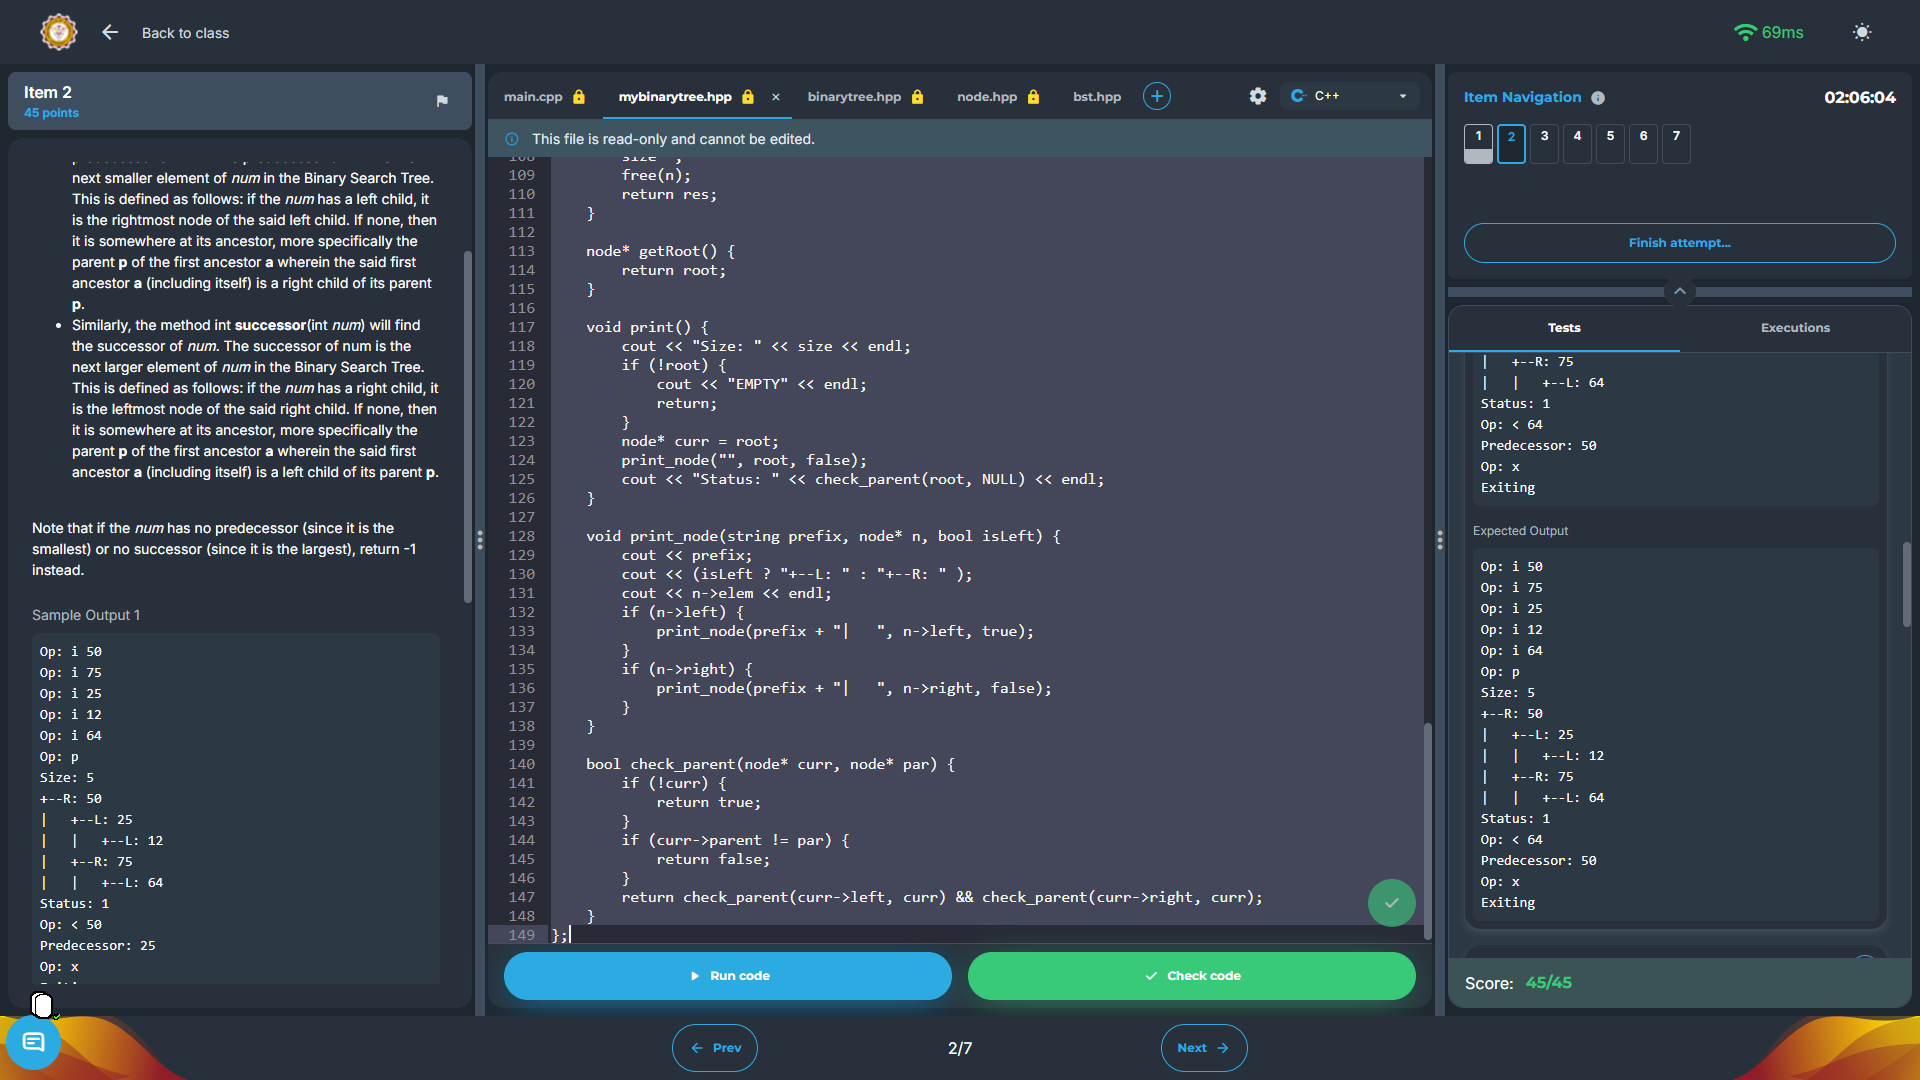 Back to class
69ms
Item 2
45 points
next smaller element of num in the Binary Search Tree.
This is defined as follows: if the num has a left child, it
is the rightmost node of the said left child. If none, then
it is somewhere at its ancestor, more specifically the
parent p of the first ancestor a wherein the said first
ancestor a (including itself) is a right child of its parent
p.
• Similarly, the method int successor(int num) will find
the successor of num. The successor of num is the
next larger element of num in the Binary Search Tree.
This is defined as follows: if the num has a right child, it
is the leftmost node of the said right child. If none, then
it is somewhere at its ancestor, more specifically the
parent p of the first ancestor a wherein the said first
ancestor a (including itself) is a left child of its parent p.
Note that if the num has no predecessor (since it is the
smallest) or no successor (since it is the largest), return -1
instead.
Sample Output 1
Op: i 50
Op: i 75
Op: i 25
Op: i 12
Op: i 64
Op: p
Size: 5
+--R: 50
|   +--L: 25
|   |   +--L: 12
|   +--R: 75
|   |   +--L: 64
Status: 1
Op: < 50
Predecessor: 25
Op: x
main.cpp
mybinarytree.hpp ×
binarytree.hpp
node.hpp
bst.hpp
C++
This file is read-only and cannot be edited.
109         free(n);
110         return res;
111     }
112
113     node* getRoot() {
114         return root;
115     }
116
117     void print() {
118         cout << "Size: " << size << endl;
119         if (!root) {
120             cout << "EMPTY" << endl;
121             return;
122         }
123         node* curr = root;
124         print_node("", root, false);
125         cout << "Status: " << check_parent(root, NULL) << endl;
126     }
127
128     void print_node(string prefix, node* n, bool isLeft) {
129         cout << prefix;
130         cout << (isLeft ? "+--L: " : "+--R: " );
131         cout << n->elem << endl;
132         if (n->left) {
133             print_node(prefix + "|   ", n->left, true);
134         }
135         if (n->right) {
136             print_node(prefix + "|   ", n->right, false);
137         }
138     }
139
140     bool check_parent(node* curr, node* par) {
141         if (!curr) {
142             return true;
143         }
144         if (curr->parent != par) {
145             return false;
146         }
147         return check_parent(curr->left, curr) && check_parent(curr->right, curr);
148     }
149 };
Run code
Check code
Item Navigation
02:06:04
1 2 3 4 5 6 7
Finish attempt...
Tests
Executions
|   +--R: 75
|   |   +--L: 64
Status: 1
Op: < 64
Predecessor: 50
Op: x
Exiting
Expected Output
Op: i 50
Op: i 75
Op: i 25
Op: i 12
Op: i 64
Op: p
Size: 5
+--R: 50
|   +--L: 25
|   |   +--L: 12
|   +--R: 75
|   |   +--L: 64
Status: 1
Op: < 64
Predecessor: 50
Op: x
Exiting
Score: 45/45
Prev
2/7
Next